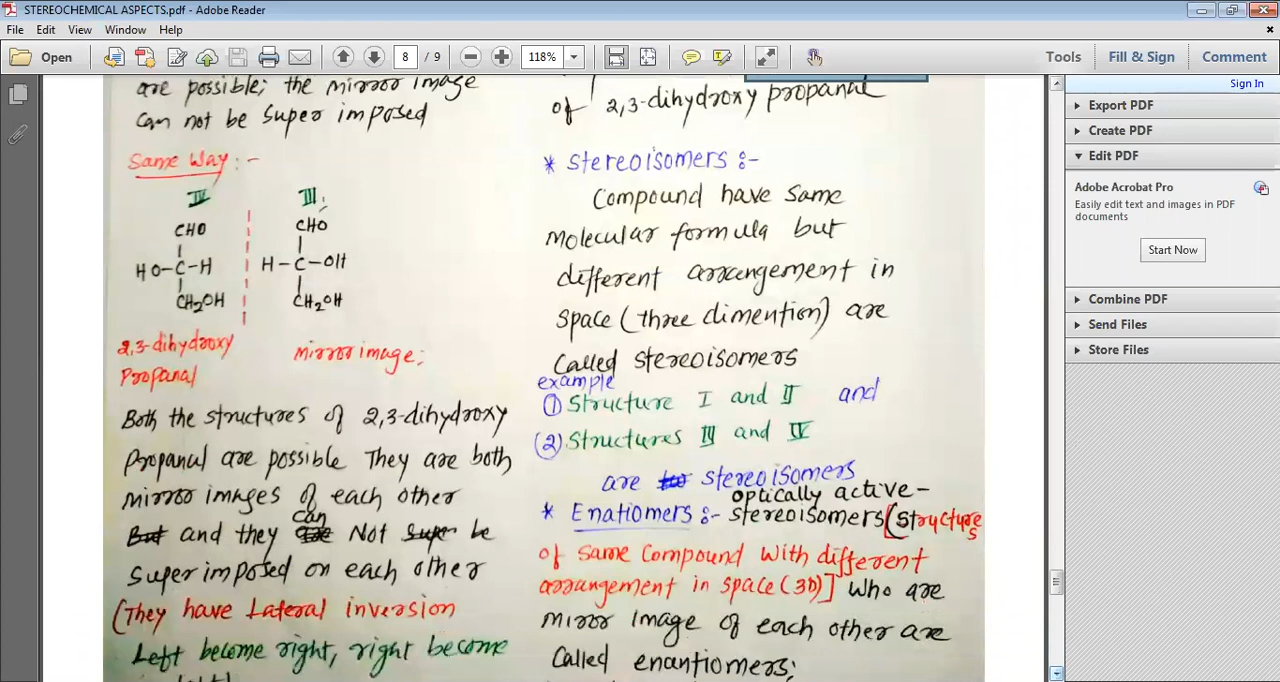 STEREOCHEMICAL ASPECTS.pdf - Adobe Reader
File Edit View Window Help
Open 8 / 9 118% Tools Fill & Sign Comment
Sign In
Export PDF
Create PDF
Edit PDF
Adobe Acrobat Pro
Easily edit text and images in PDF
documents
Start Now
Combine PDF
Send Files
Store Files
are possible; the mirror image
can not be super imposed
Same Way :-
IV III
CHO CHO
HO-C-H H-C-OH
CH2OH CH2OH
2,3-dihydroxy
Propanal
Mirror image;
Both the structures of 2,3-dihydroxy
Propanal are possible They are both
mirror images of each other
But and they can Not super be
superimposed on each other
(They have Lateral inversion
Left become right, right become
of 2,3-dihydroxy propanal
* Stereoisomers :-
Compound have same
molecular formula but
different arrangement in
space (three dimention) are
called stereoisomers
example
① Structure I and II and
(2) Structures III and IV
are stereoisomers
optically active-
* Enatiomers :- stereoisomers [structures
of same compound with different
arrangement in space (3D)] who are
mirror image of each other are
called enantiomers;